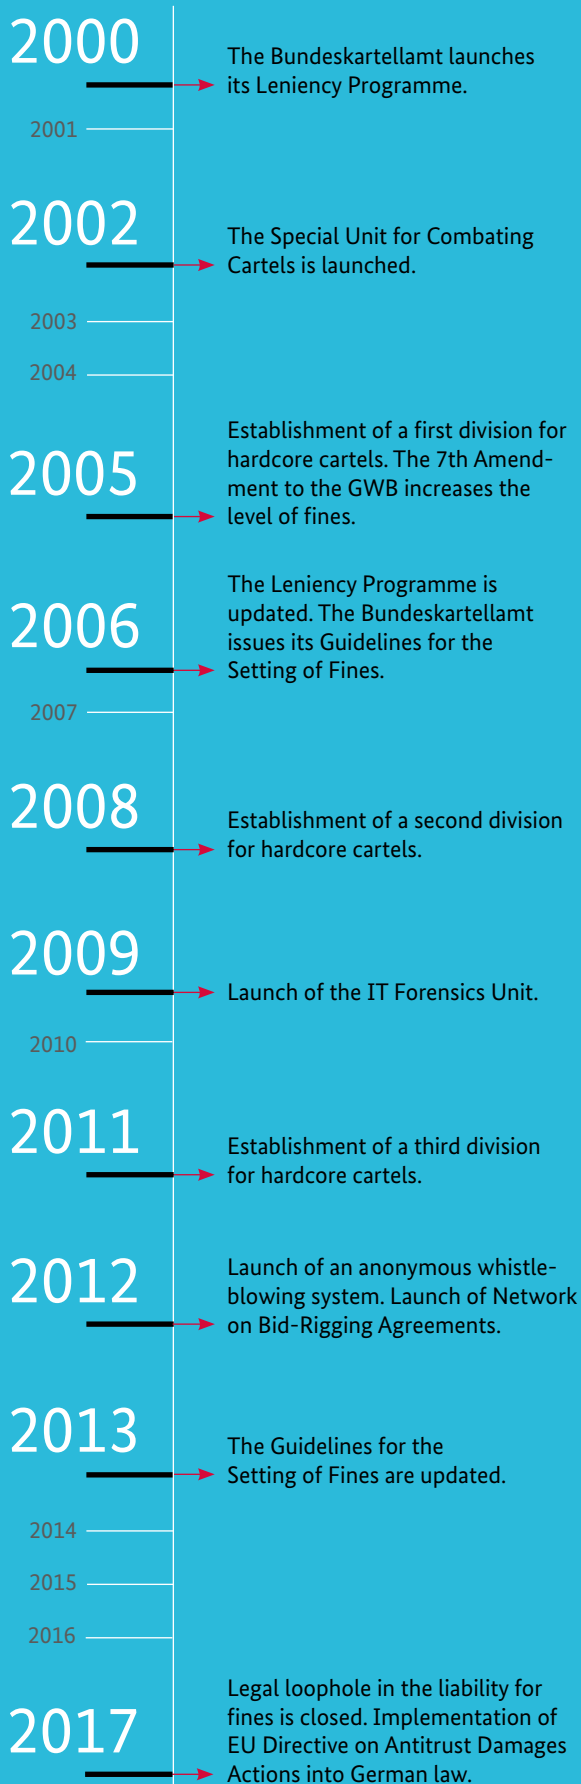 2000
The Bundeskartellamt launches
its Leniency Programme.
2001
2002
The Special Unit for Combating
Cartels is launched.
2003
2004
2005
Establishment of a first division for
hardcore cartels. The 7th Amend-
ment to the GWB increases the
level of fines.
2006
The Leniency Programme is
updated. The Bundeskartellamt
issues its Guidelines for the
Setting of Fines.
2007
2008
Establishment of a second division
for hardcore cartels.
2009
Launch of the IT Forensics Unit.
2010
2011
Establishment of a third division
for hardcore cartels.
2012
Launch of an anonymous whistle-
blowing system. Launch of Network
on Bid-Rigging Agreements.
2013
The Guidelines for the
Setting of Fines are updated.
2014
2015
2016
2017
Legal loophole in the liability for
fines is closed. Implementation of
EU Directive on Antitrust Damages
Actions into German law.